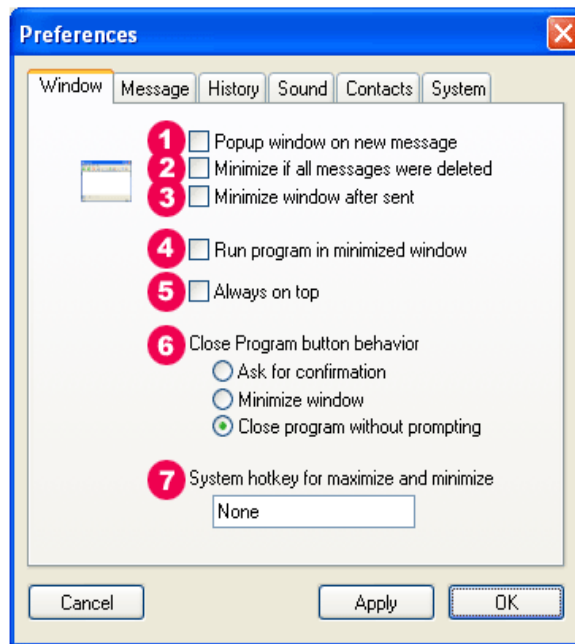 Preferences
Window Message History Sound Contacts System
1 Popup window on new message
2 Minimize if all messages were deleted
3 Minimize window after sent
4 Run program in minimized window
5 Always on top
6 Close Program button behavior
Ask for confirmation
Minimize window
Close program without prompting
7 System hotkey for maximize and minimize
None
Cancel Apply OK